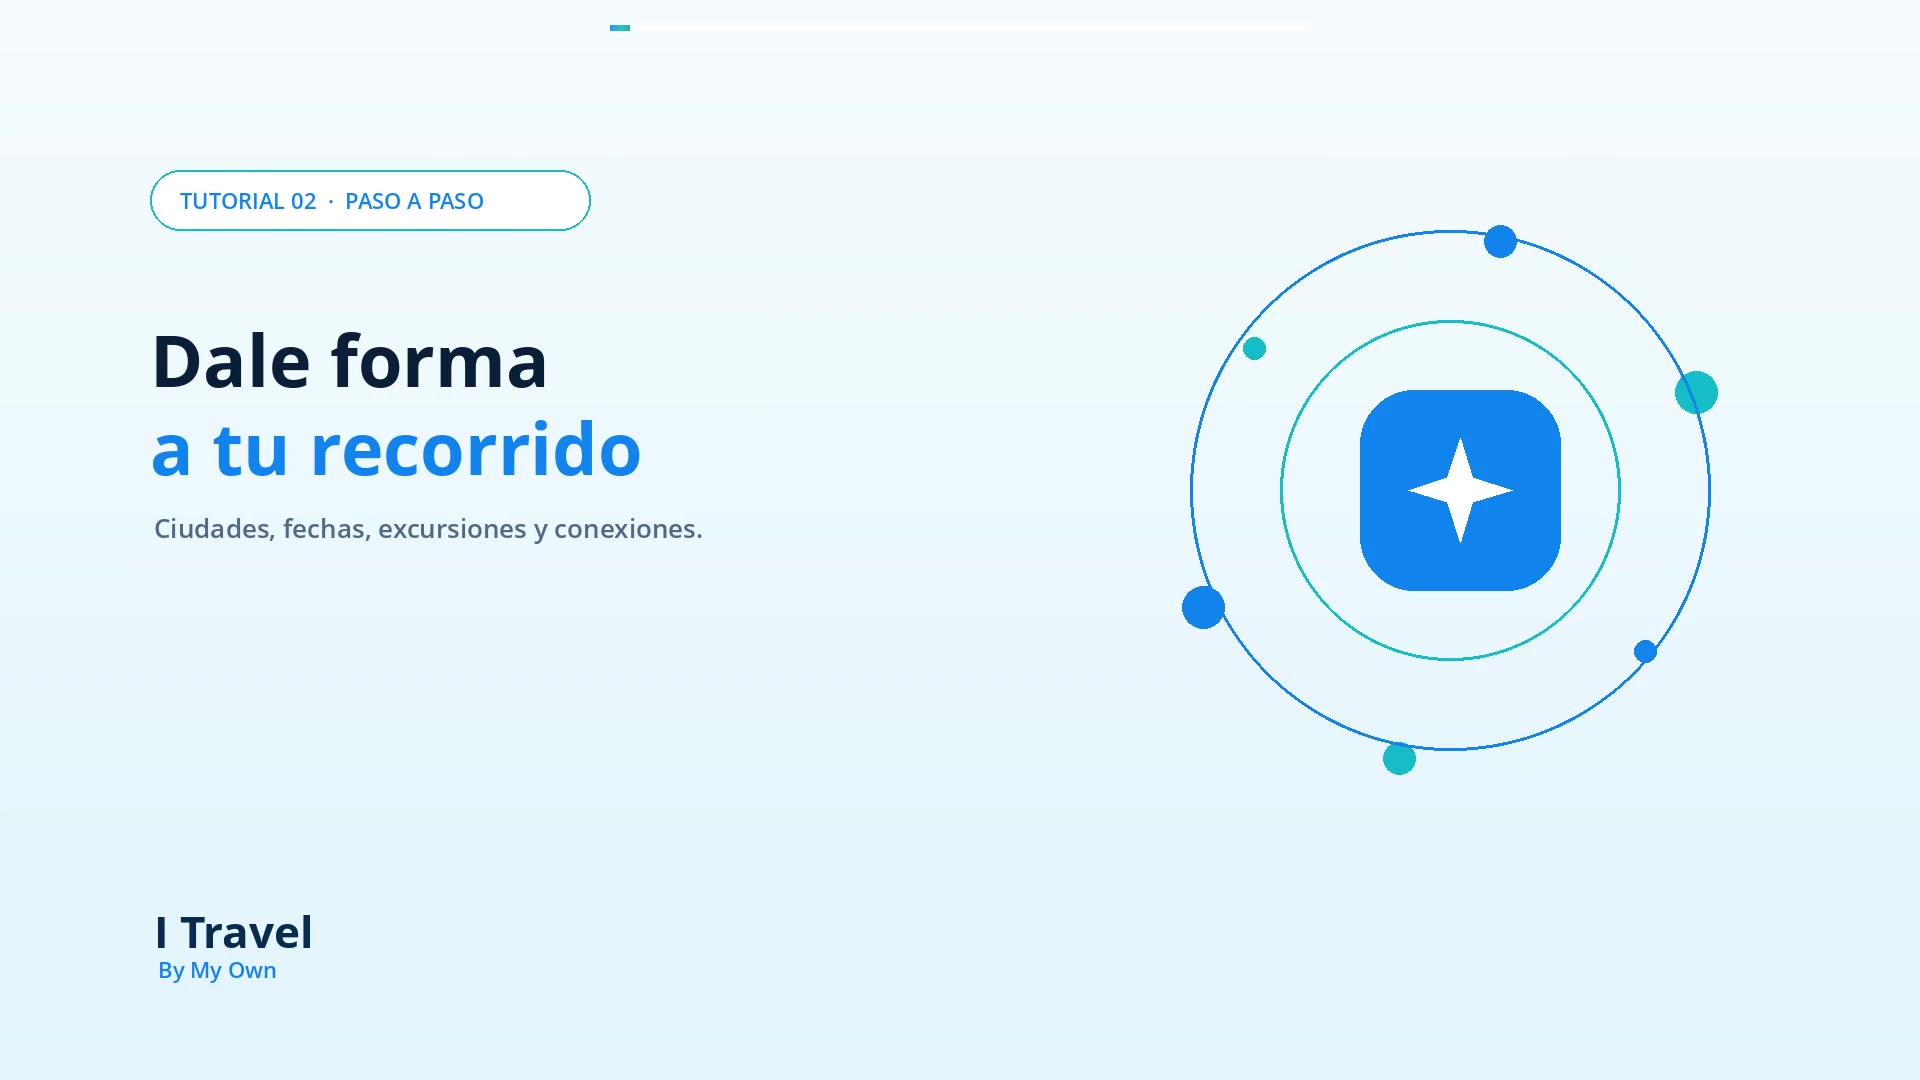 TUTORIAL 02 · PASO A PASO
Dale forma
a tu recorrido
Ciudades, fechas, excursiones y conexiones.
I Travel
By My Own